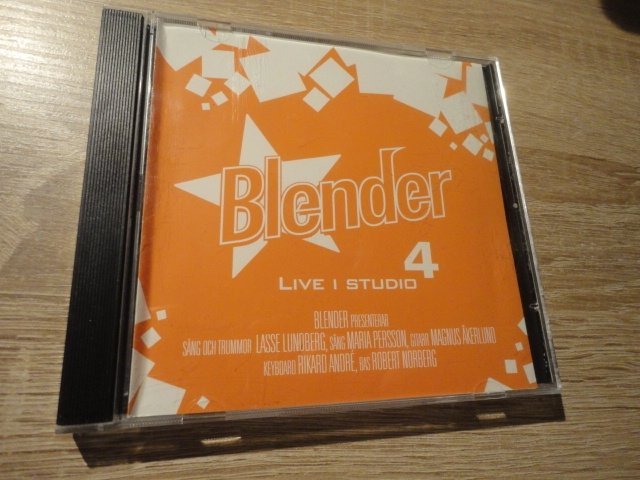 Blender
4
LIVE I STUDIO
BLENDER PRESENTERAR
SÅNG OCH TRUMMOR LASSE LUNDBERG, SÅNG MARIA PERSSON, GITARR MAGNUS ÅKERLUND
KEYBOARD RIKARD ANDRÉ, BAS ROBERT NORBERG